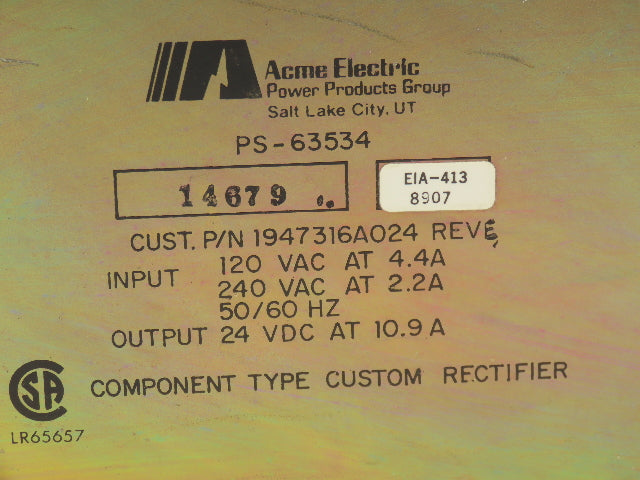 Acme Electric
Power Products Group
Salt Lake City, UT
PS-63534
14679
EIA-413
8907
CUST. P/N 1947316A024 REV E
INPUT 120 VAC AT 4.4A
240 VAC AT 2.2A
50/60 HZ
OUTPUT 24 VDC AT 10.9 A
SA COMPONENT TYPE CUSTOM RECTIFIER
LR65657